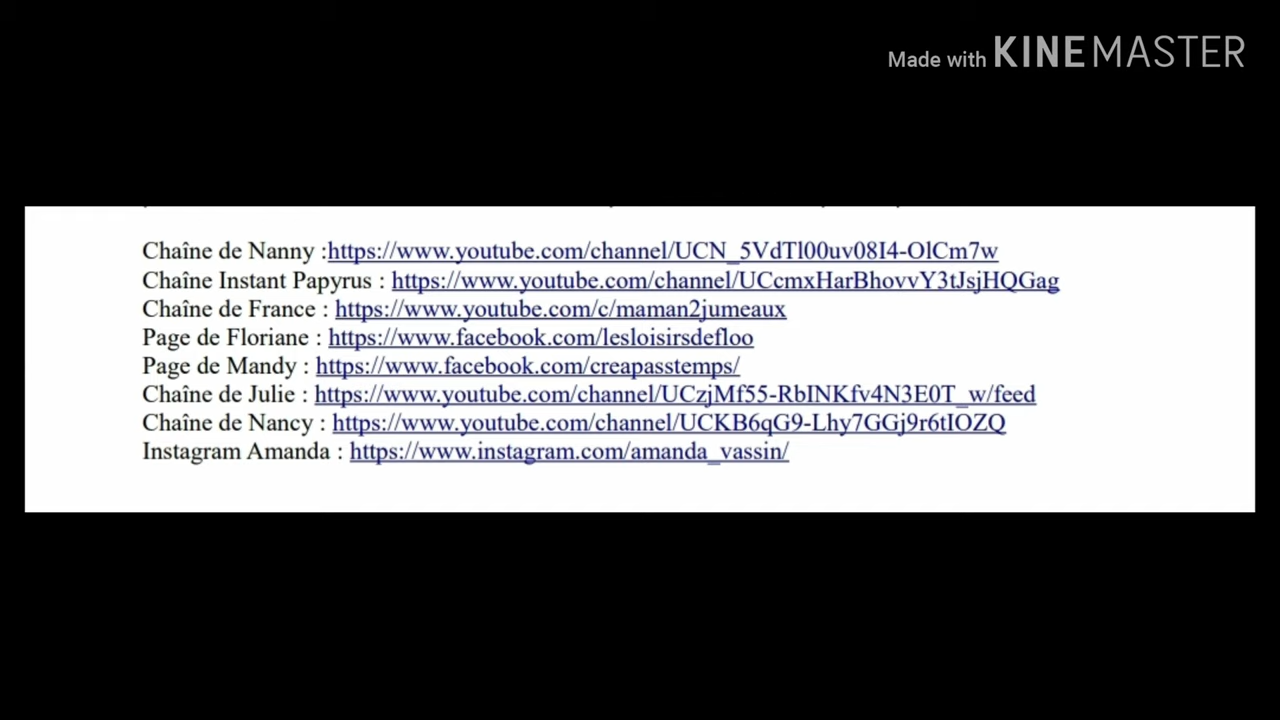 Made with KINEMASTER
Chaîne de Nanny :https://www.youtube.com/channel/UCN_5VdTl00uv08I4-OlCm7w
Chaîne Instant Papyrus : https://www.youtube.com/channel/UCcmxHarBhovvY3tJsjHQGag
Chaîne de France : https://www.youtube.com/c/maman2jumeaux
Page de Floriane : https://www.facebook.com/lesloisirsdefloo
Page de Mandy : https://www.facebook.com/creapasstemps/
Chaîne de Julie : https://www.youtube.com/channel/UCzjMf55-RbINKfv4N3E0T_w/feed
Chaîne de Nancy : https://www.youtube.com/channel/UCKB6qG9-Lhy7GGj9r6tIOZQ
Instagram Amanda : https://www.instagram.com/amanda_vassin/